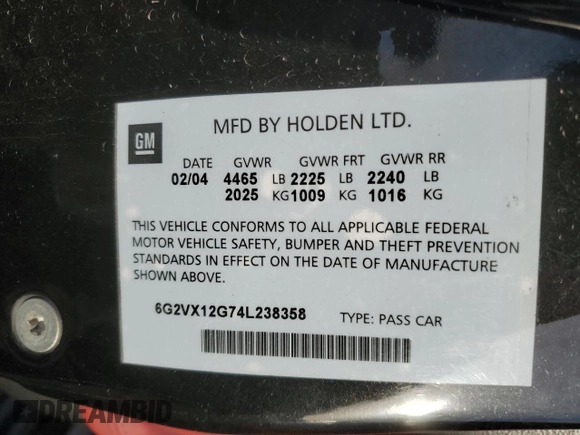 GM
MFD BY HOLDEN LTD.
DATE GVWR GVWR FRT GVWR RR
02/04 4465 LB 2225 LB 2240 LB
2025 KG 1009 KG 1016 KG
THIS VEHICLE CONFORMS TO ALL APPLICABLE FEDERAL
MOTOR VEHICLE SAFETY, BUMPER AND THEFT PREVENTION
STANDARDS IN EFFECT ON THE DATE OF MANUFACTURE
SHOWN ABOVE.
6G2VX12G74L238358 TYPE: PASS CAR
DREAMBID